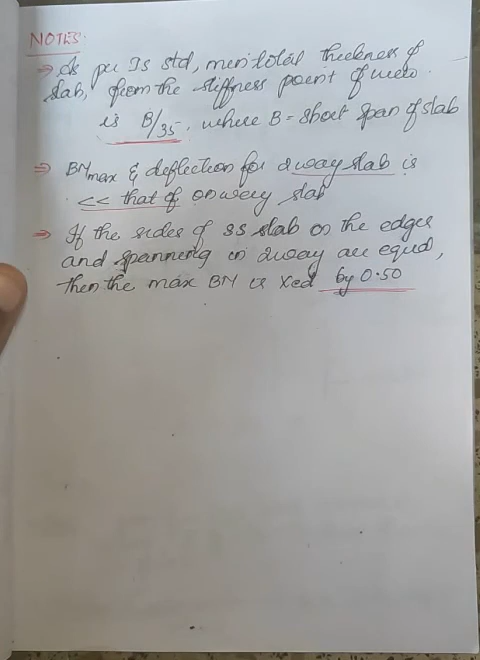 NOTES:
⇒ As per Is std, min total thickness of
slab, from the stiffness point of view
is B/35, where B = short span of slab
⇒ BMmax & deflection for 2way slab is
<< that of oneway slab
⇒ If the sides of ss slab on the edges
and spanning in 2way are equal,
then the max BM is Xed by 0.50